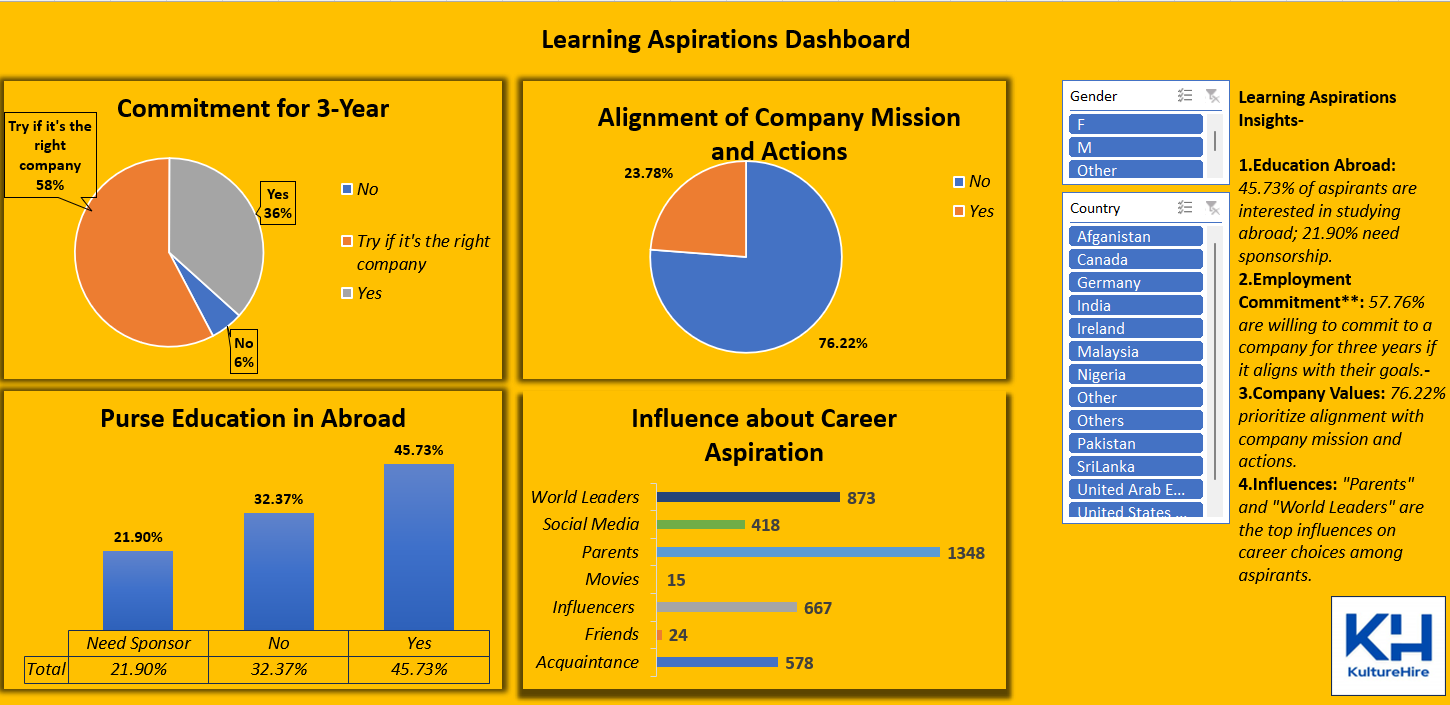 Learning Aspirations Dashboard
Commitment for 3-Year
Try if it's the
right
company
58%
Yes
36%
No
6%
No
Try if it's the right
company
Yes
Alignment of Company Mission
and Actions
23.78%
76.22%
No
Yes
Purse Education in Abroad
21.90%
32.37%
45.73%
Need Sponsor No Yes
Total 21.90% 32.37% 45.73%
Influence about Career
Aspiration
World Leaders 873
Social Media 418
Parents 1348
Movies 15
Influencers 667
Friends 24
Acquaintance 578
Gender
F
M
Other
Country
Afganistan
Canada
Germany
India
Ireland
Malaysia
Nigeria
Other
Others
Pakistan
SriLanka
United Arab E...
United States ...
Learning Aspirations
Insights-
1.Education Abroad:
45.73% of aspirants are
interested in studying
abroad; 21.90% need
sponsorship.
2.Employment
Commitment**: 57.76%
are willing to commit to a
company for three years if
it aligns with their goals.-
3.Company Values: 76.22%
prioritize alignment with
company mission and
actions.
4.Influences: "Parents"
and "World Leaders" are
the top influences on
career choices among
aspirants.
KH
KultureHire